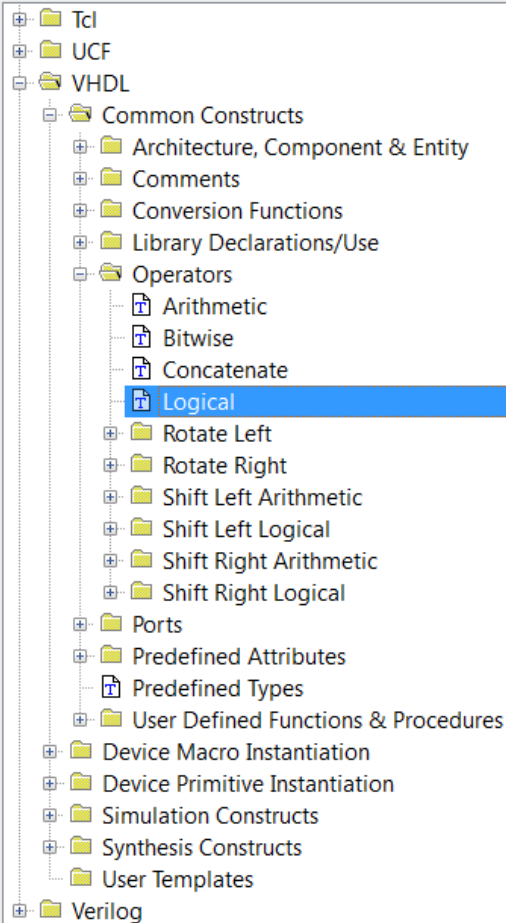 Tcl
UCF
VHDL
Common Constructs
Architecture, Component & Entity
Comments
Conversion Functions
Library Declarations/Use
Operators
Arithmetic
Bitwise
Concatenate
Logical
Rotate Left
Rotate Right
Shift Left Arithmetic
Shift Left Logical
Shift Right Arithmetic
Shift Right Logical
Ports
Predefined Attributes
Predefined Types
User Defined Functions & Procedures
Device Macro Instantiation
Device Primitive Instantiation
Simulation Constructs
Synthesis Constructs
User Templates
Verilog